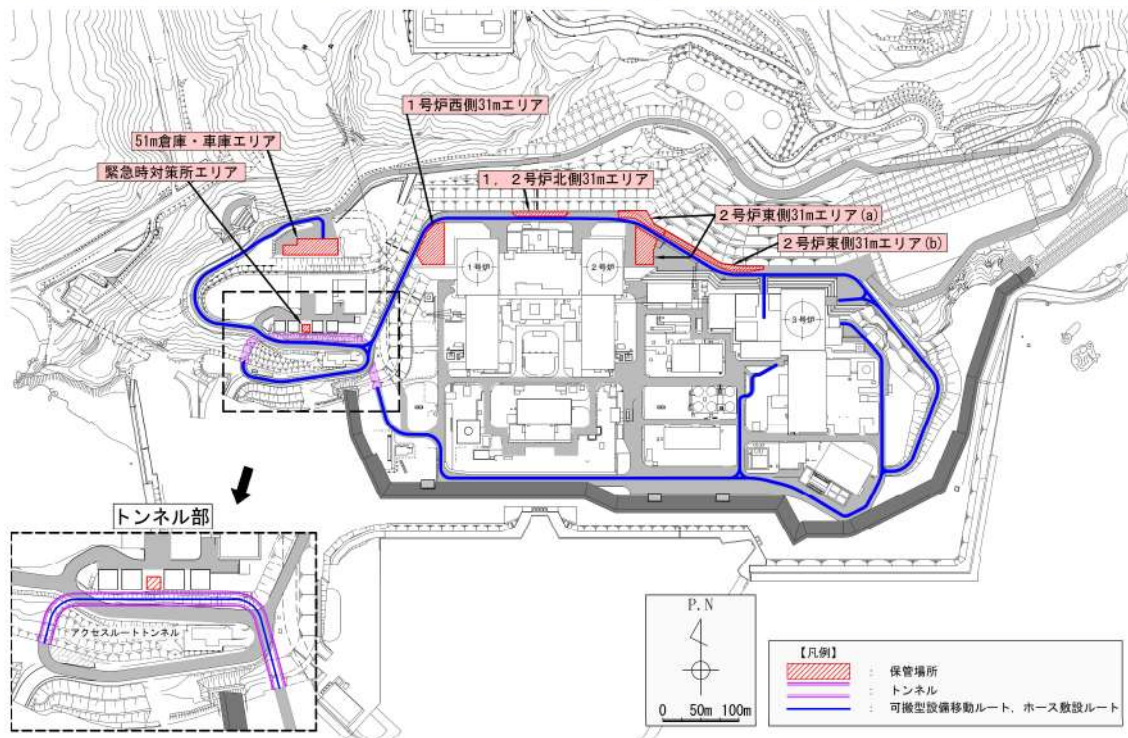 1号炉西側31mエリア
51m倉庫・車庫エリア
緊急時対策所エリア
1,2号炉北側31mエリア
2号炉東側31mエリア(a)
2号炉東側31mエリア(b)
1号炉
2号炉
3号炉
トンネル部
アクセスルートトンネル
P.N
0 50m 100m
【凡例】
: 保管場所
: トンネル
: 可搬型設備移動ルート,ホース敷設ルート